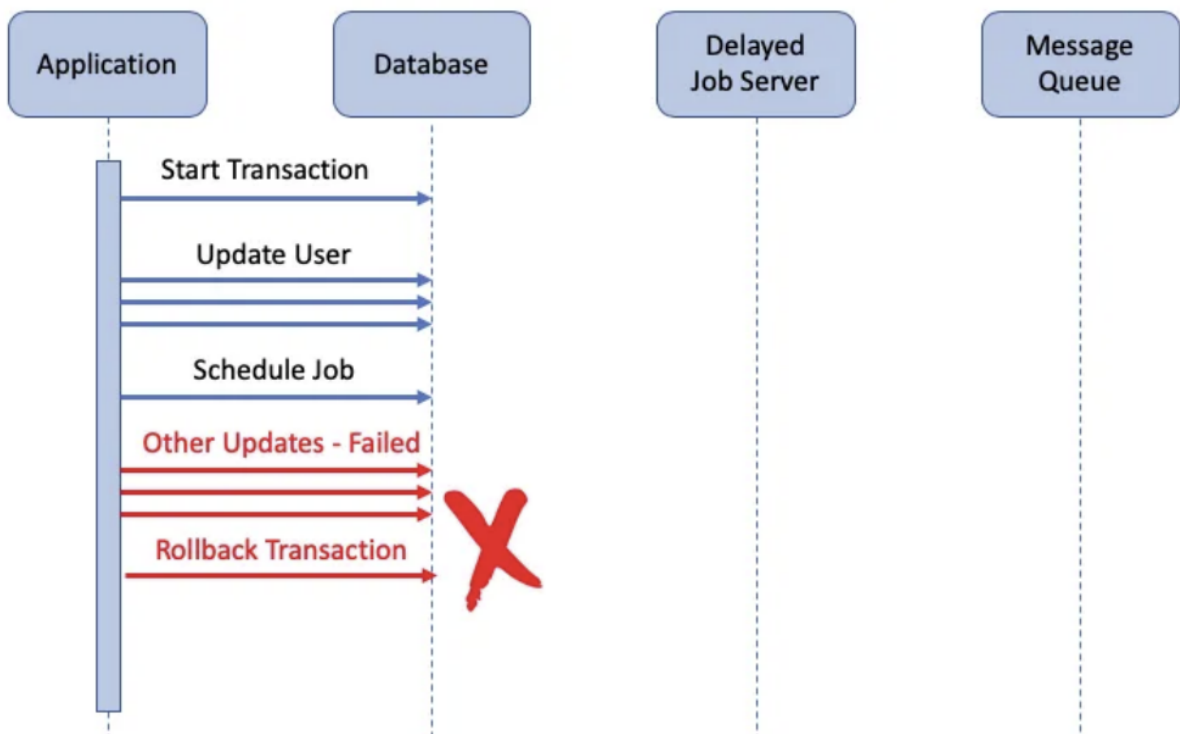 Application
Database
Delayed
Job Server
Message
Queue
Start Transaction
Update User
Schedule Job
Other Updates - Failed
Rollback Transaction